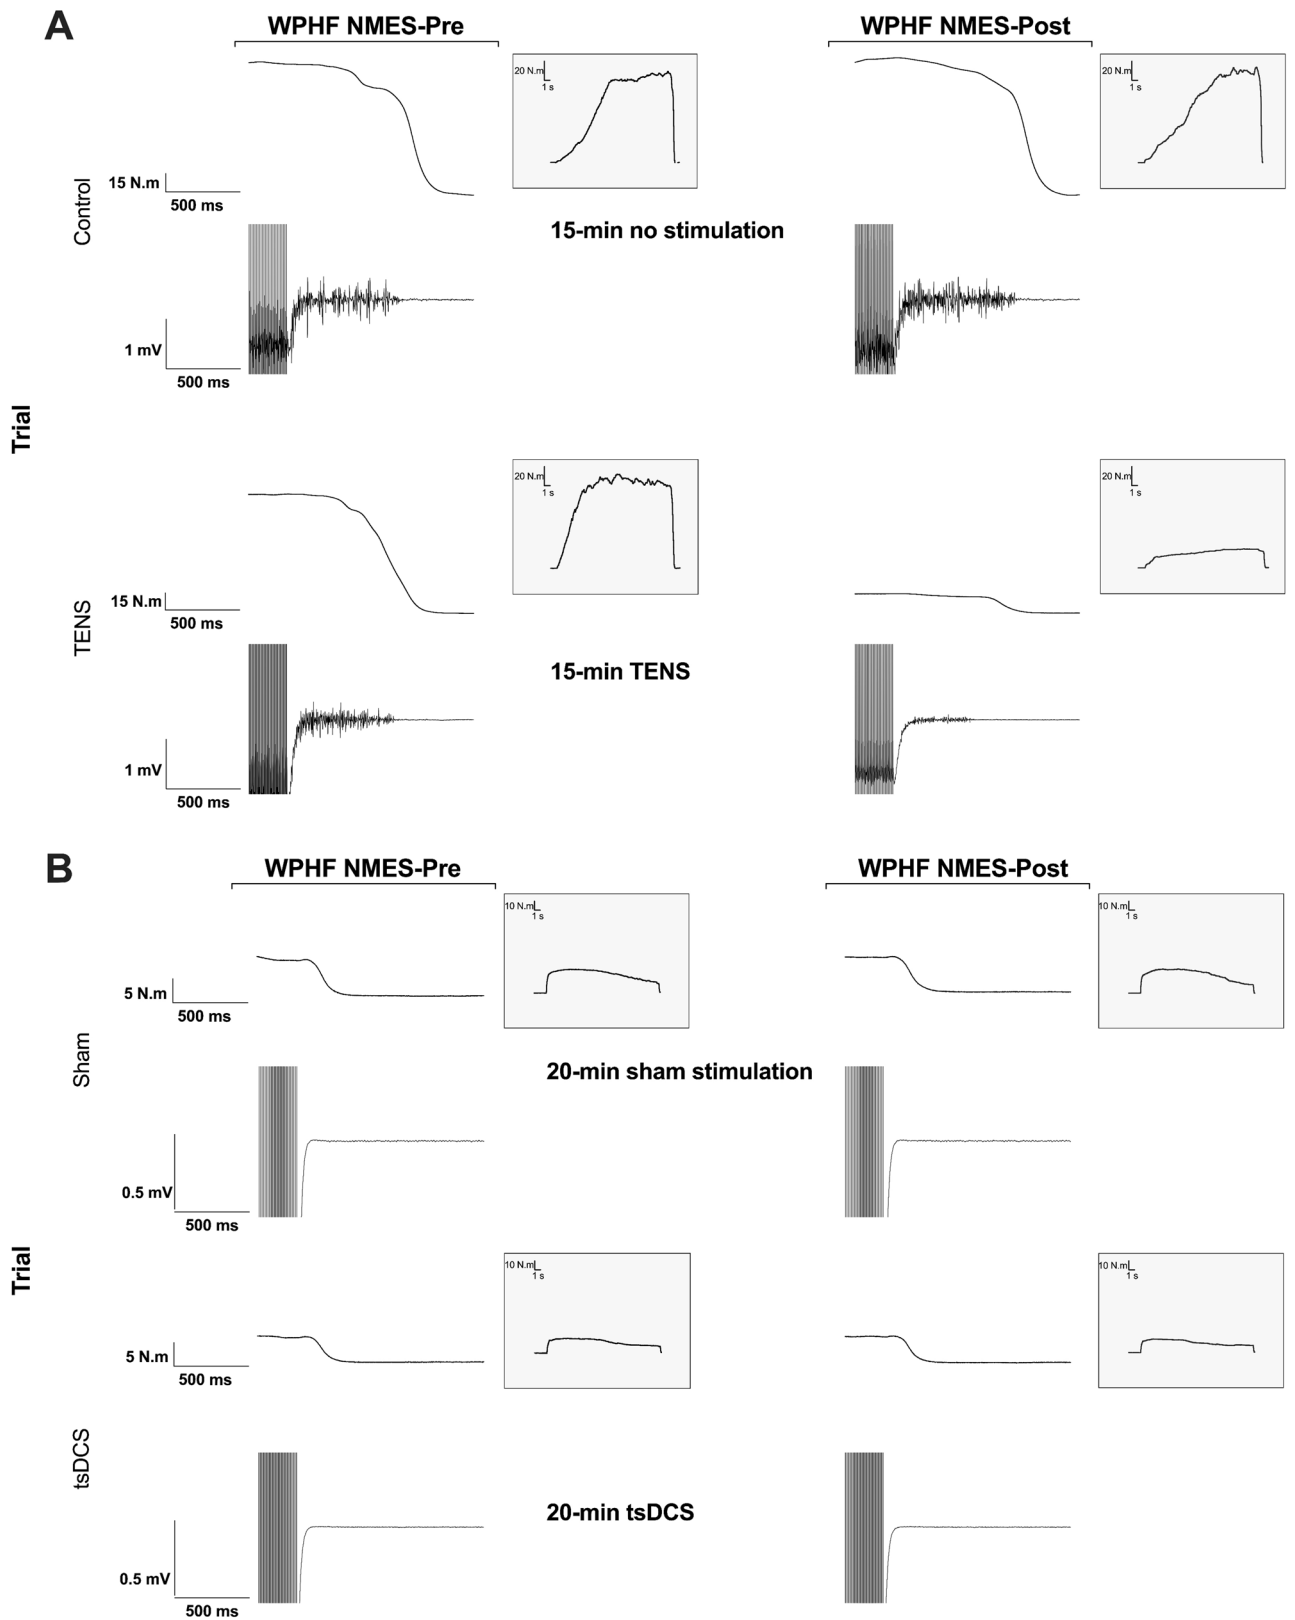 A
WPHF NMES-Pre
WPHF NMES-Post
20 N.m
1 s
20 N.m
1 s
Control
15 N.m
500 ms
15-min no stimulation
1 mV
500 ms
Trial
20 N.m
1 s
20 N.m
1 s
TENS
15 N.m
500 ms
15-min TENS
1 mV
500 ms
B
WPHF NMES-Pre
WPHF NMES-Post
10 N.m
1 s
10 N.m
1 s
Sham
5 N.m
500 ms
20-min sham stimulation
0.5 mV
500 ms
Trial
10 N.m
1 s
10 N.m
1 s
tsDCS
5 N.m
500 ms
20-min tsDCS
0.5 mV
500 ms